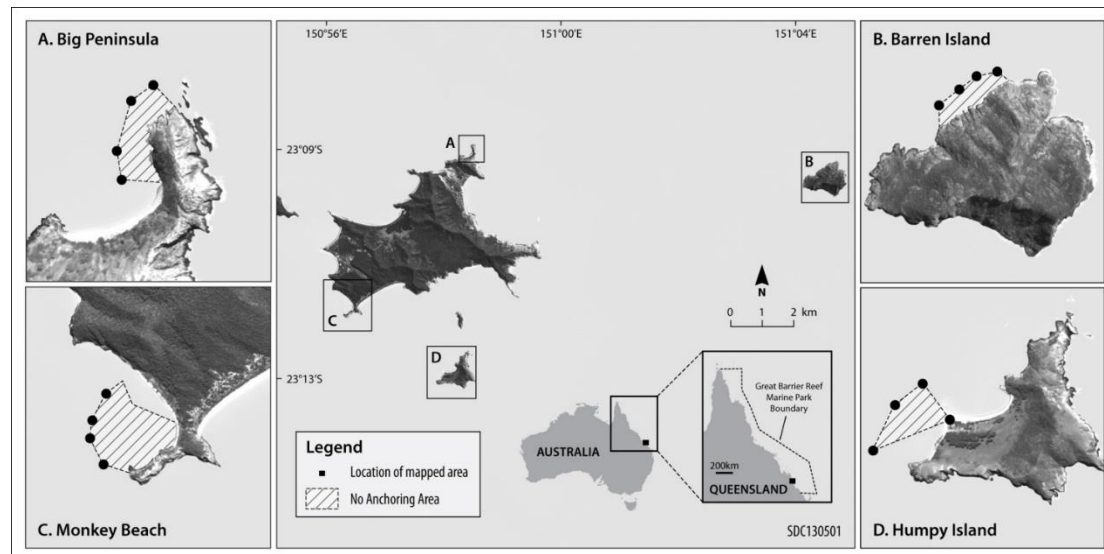 A. Big Peninsula
150°56'E
151°00'E
151°04'E
B. Barren Island
23°09'S
A
B
C
D
23°13'S
N
0 1 2 km
Great Barrier Reef
Marine Park
Boundary
AUSTRALIA
200km
QUEENSLAND
SDC130501
Legend
Location of mapped area
No Anchoring Area
C. Monkey Beach
D. Humpy Island